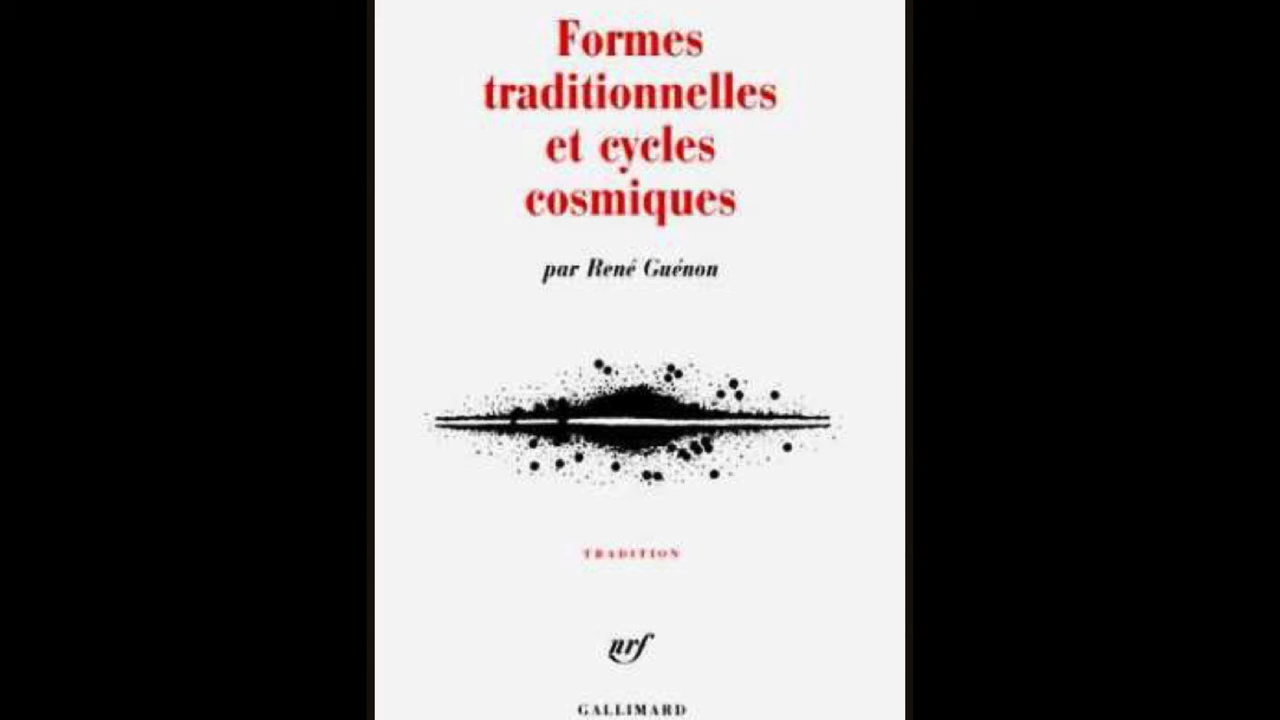 Formes
traditionnelles
et cycles
cosmiques
par René Guénon
TRADITION
nrf
GALLIMARD